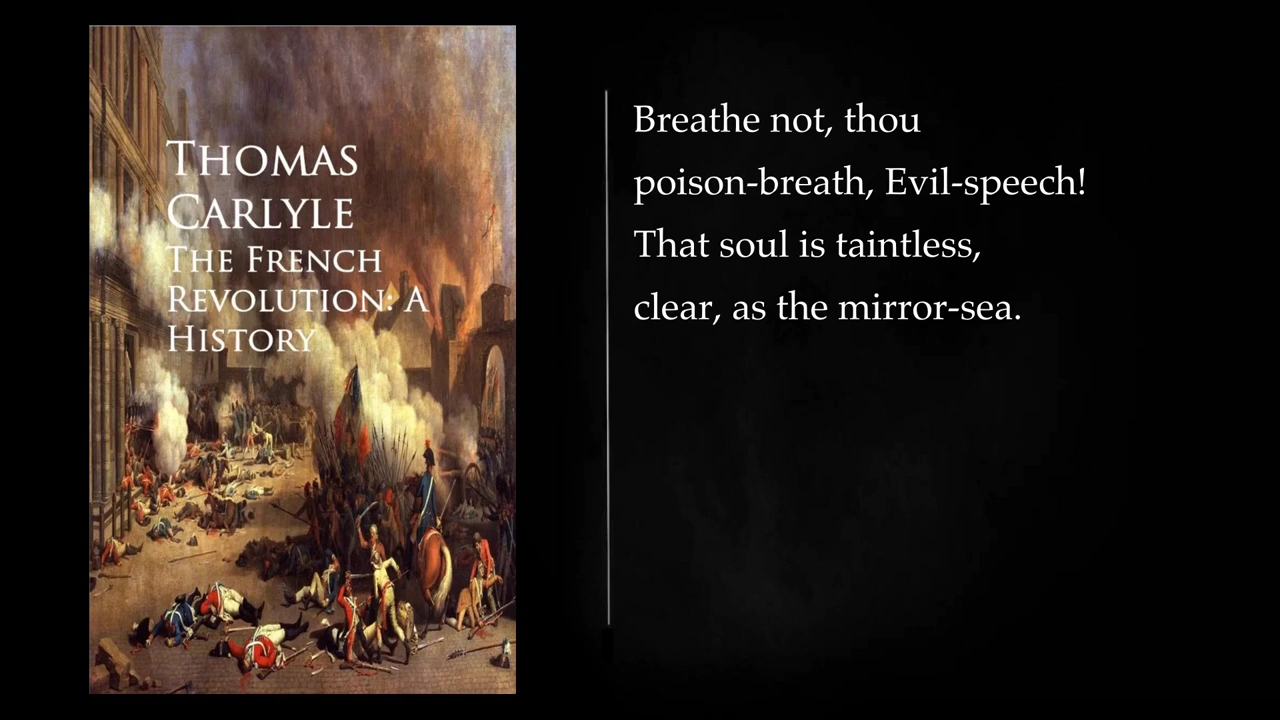 THOMAS
CARLYLE
THE FRENCH
REVOLUTION: A
HISTORY
Breathe not, thou
poison-breath, Evil-speech!
That soul is taintless,
clear, as the mirror-sea.